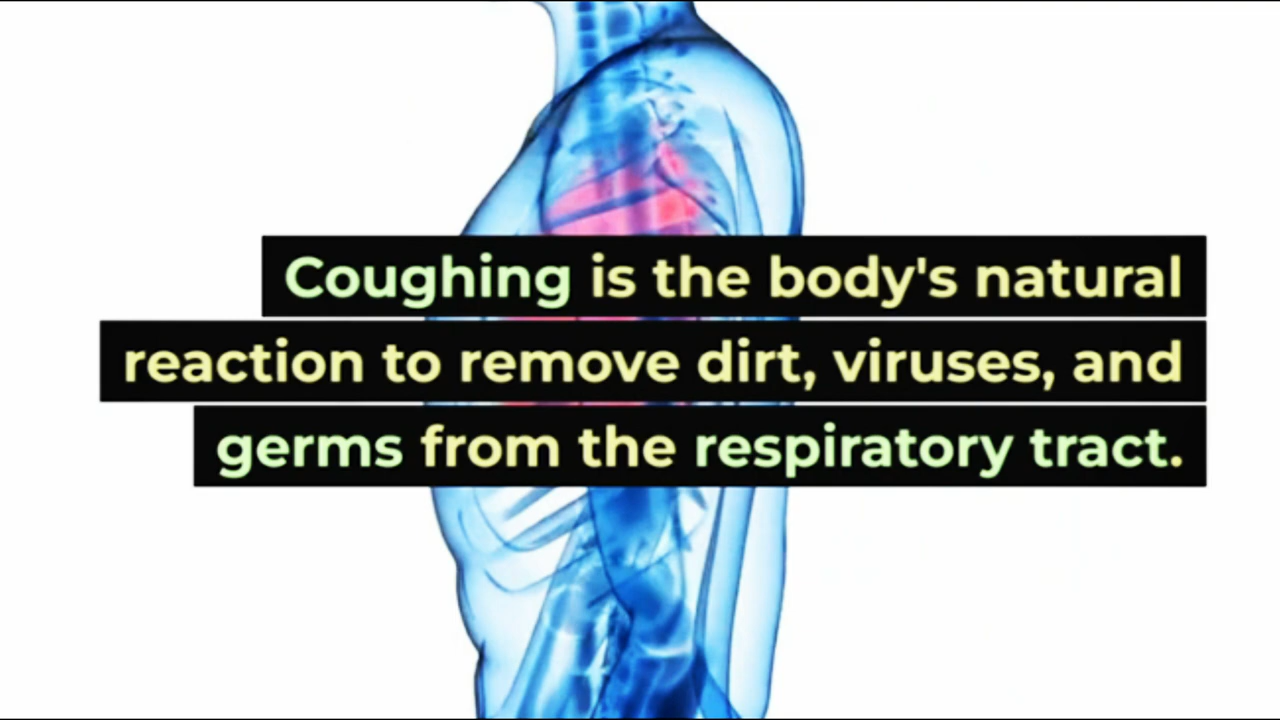 Coughing is the body's natural
reaction to remove dirt, viruses, and
germs from the respiratory tract.